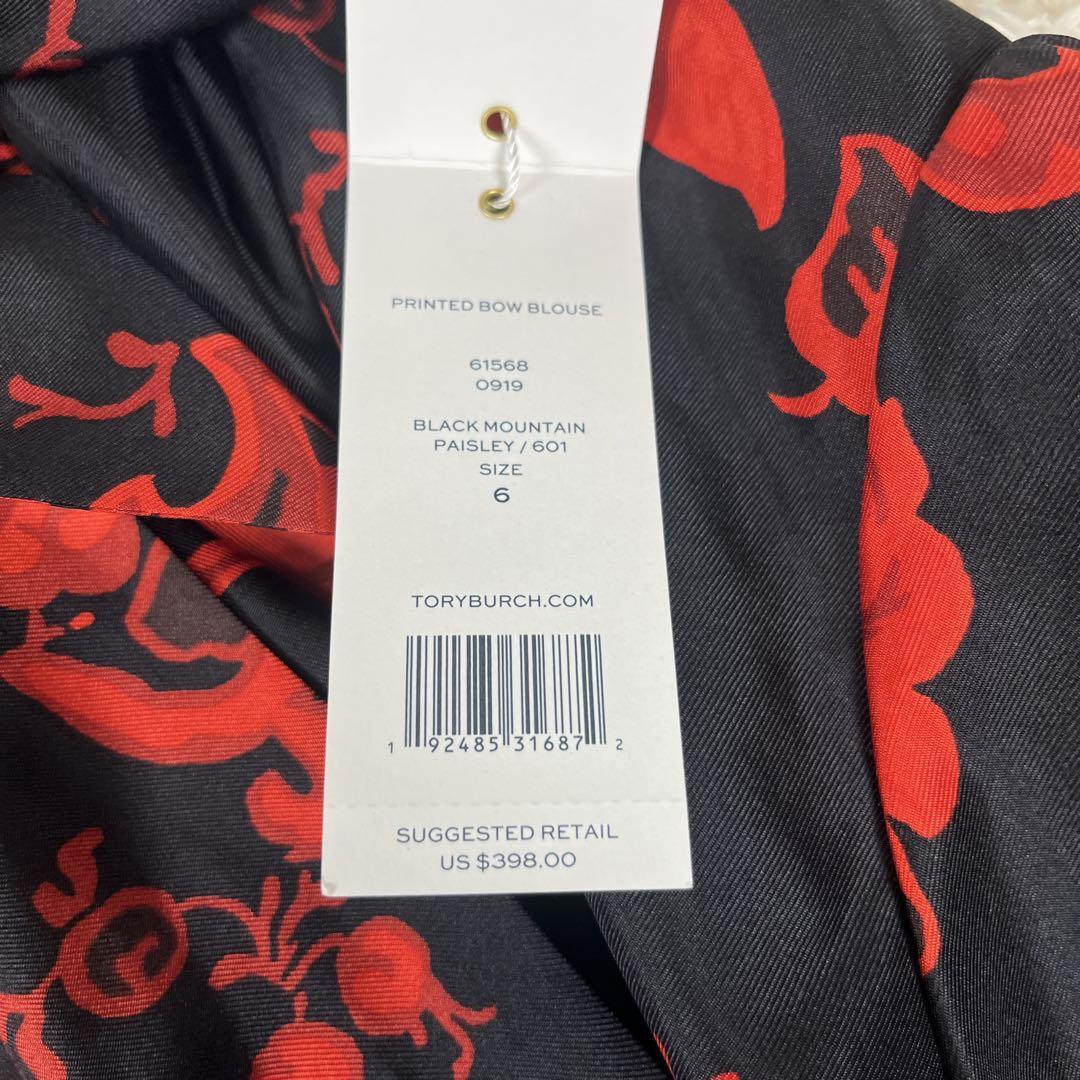 PRINTED BOW BLOUSE
61568
0919
BLACK MOUNTAIN
PAISLEY / 601
SIZE
6
TORYBURCH.COM
1 92485 31687 2
SUGGESTED RETAIL
US $398.00